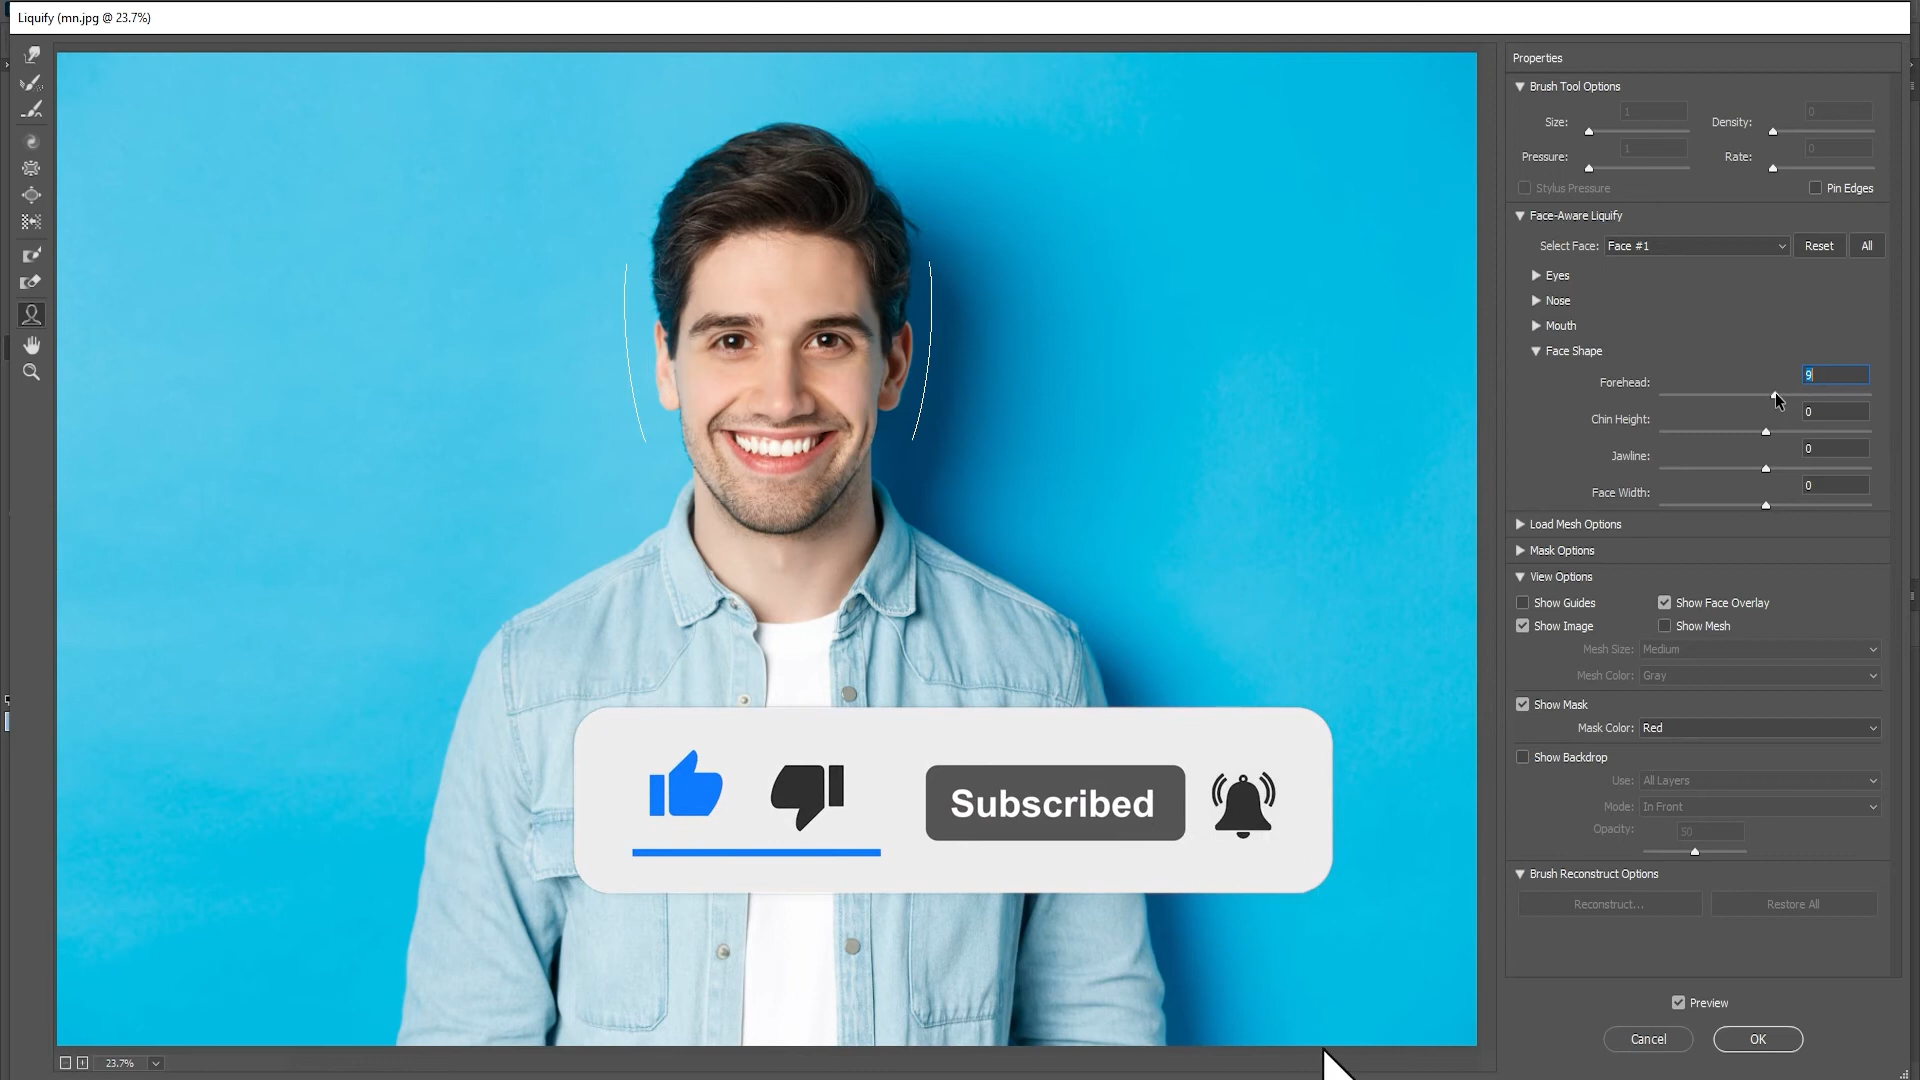 Liquify (mn.jpg @ 23.7%)
Properties
Brush Tool Options
Size: 1 Density: 0
Pressure: 1 Rate: 0
Stylus Pressure Pin Edges
Face-Aware Liquify
Select Face: Face #1 Reset All
Eyes
Nose
Mouth
Face Shape
Forehead: 9
Chin Height: 0
Jawline: 0
Face Width: 0
Load Mesh Options
Mask Options
View Options
Show Guides Show Face Overlay
Show Image Show Mesh
Mesh Size: Medium
Mesh Color: Gray
Show Mask
Mask Color: Red
Show Backdrop
Use: All Layers
Mode: In Front
Opacity: 50
Brush Reconstruct Options
Reconstruct... Restore All
Preview
Cancel OK
Subscribed
23.7%